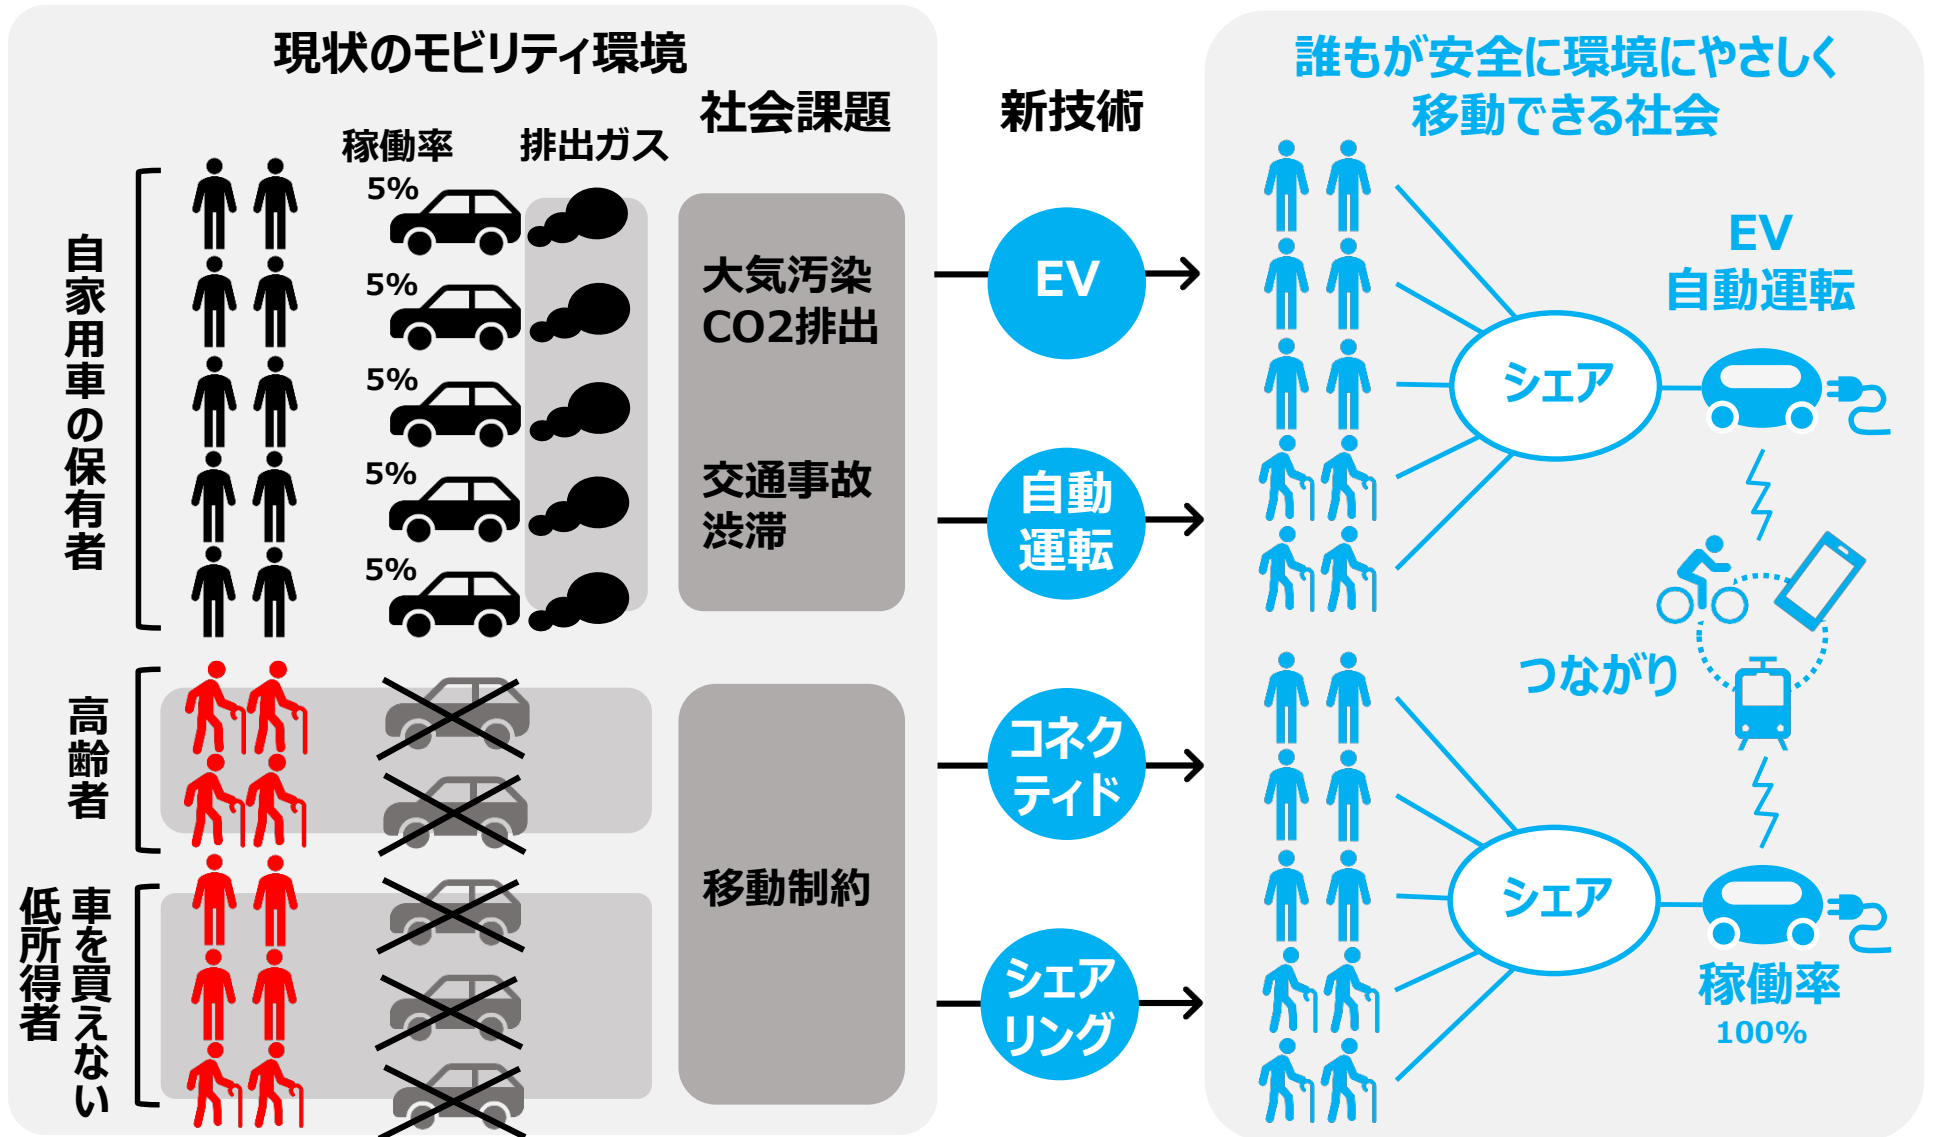 現状のモビリティ環境
稼働率
排出ガス
社会課題
自家用車の保有者
5%
5%
5%
5%
5%
大気汚染
CO2排出
交通事故
渋滞
高齢者
車を買えない
低所得者
移動制約
新技術
EV
自動
運転
コネク
ティド
シェア
リング
誰もが安全に環境にやさしく
移動できる社会
シェア
EV
自動運転
つながり
シェア
稼働率
100%